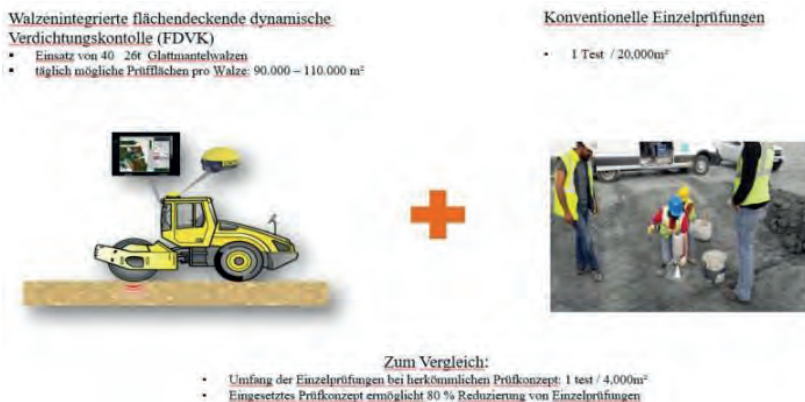 Walzenintegrierte flächendeckende dynamische
Verdichtungskontolle (FDVK)
▪ Einsatz von 40 26t Glattmantelwalzen
▪ täglich mögliche Prüfflächen pro Walze: 90.000 – 110.000 m²
Konventionelle Einzelprüfungen
• 1 Test / 20,000m²
Zum Vergleich:
• Umfang der Einzelprüfungen bei herkömmlichen Prüfkonzept: 1 test / 4,000m²
• Eingesetztes Prüfkonzept ermöglicht 80 % Reduzierung von Einzelprüfungen